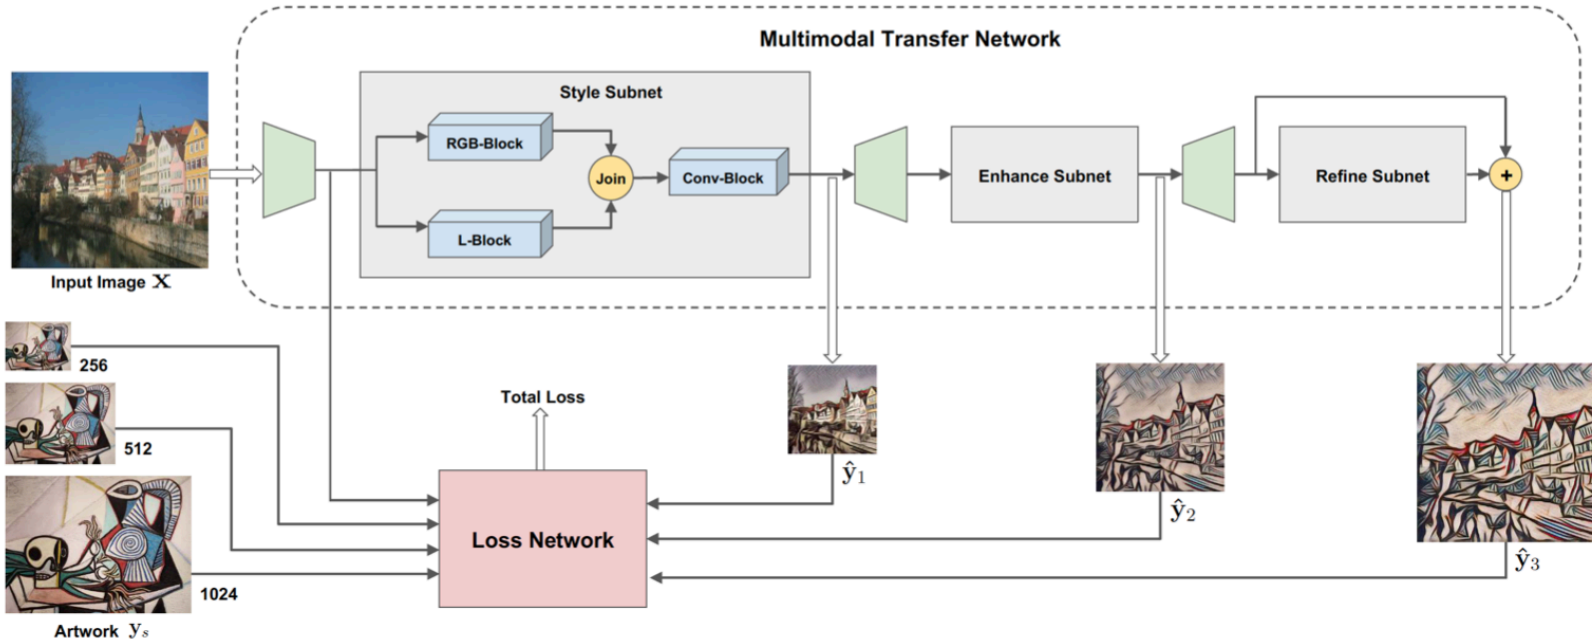 Multimodal Transfer Network
Style Subnet
RGB-Block
L-Block
Join
Conv-Block
Enhance Subnet
Refine Subnet
+
Input Image X
256
512
1024
Artwork yₛ
Total Loss
Loss Network
ŷ₁
ŷ₂
ŷ₃